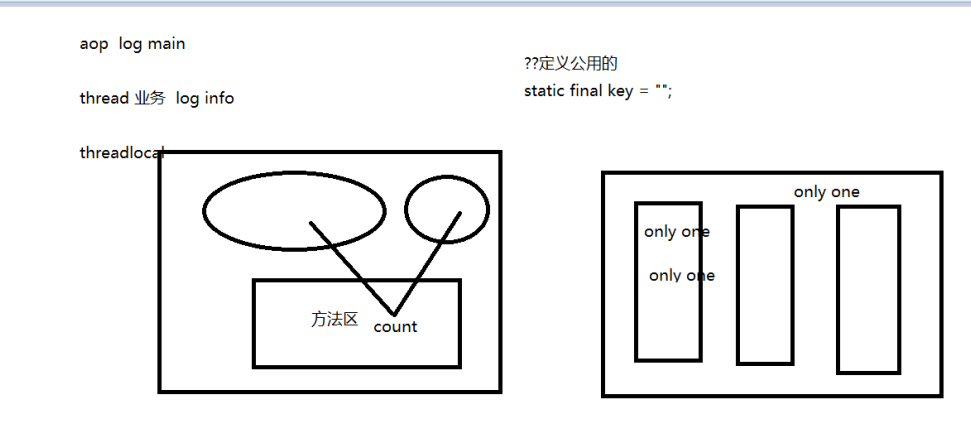 aop  log main
thread 业务  log info
threadlocal
??定义公用的
static final key = "";
方法区
count
only one
only one
only one